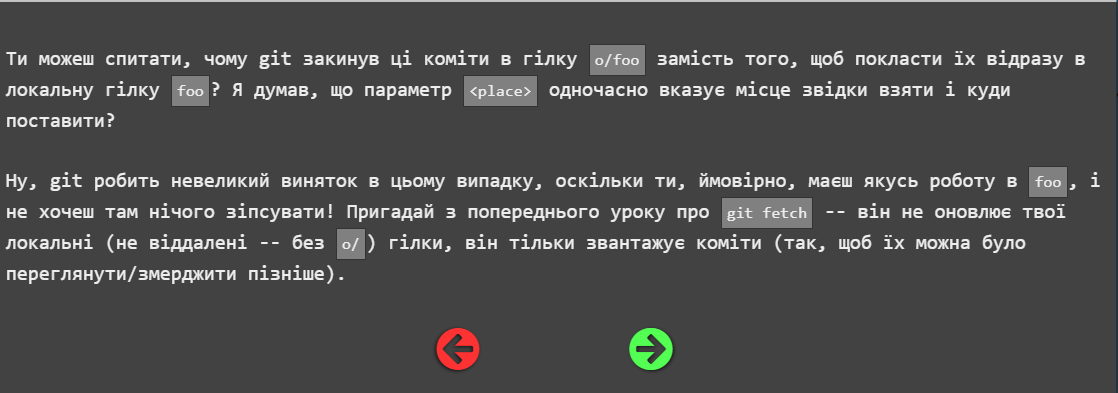 Ти можеш спитати, чому git закинув ці коміти в гілку o/foo замість того, щоб покласти їх відразу в
локальну гілку foo? Я думав, що параметр <place> одночасно вказує місце звідки взяти і куди
поставити?
Ну, git робить невеликий виняток в цьому випадку, оскільки ти, ймовірно, маєш якусь роботу в foo, і
не хочеш там нічого зіпсувати! Пригадай з попереднього уроку про git fetch -- він не оновлює твої
локальні (не віддалені -- без o/) гілки, він тільки звантажує коміти (так, щоб їх можна було
переглянути/змерджити пізніше).